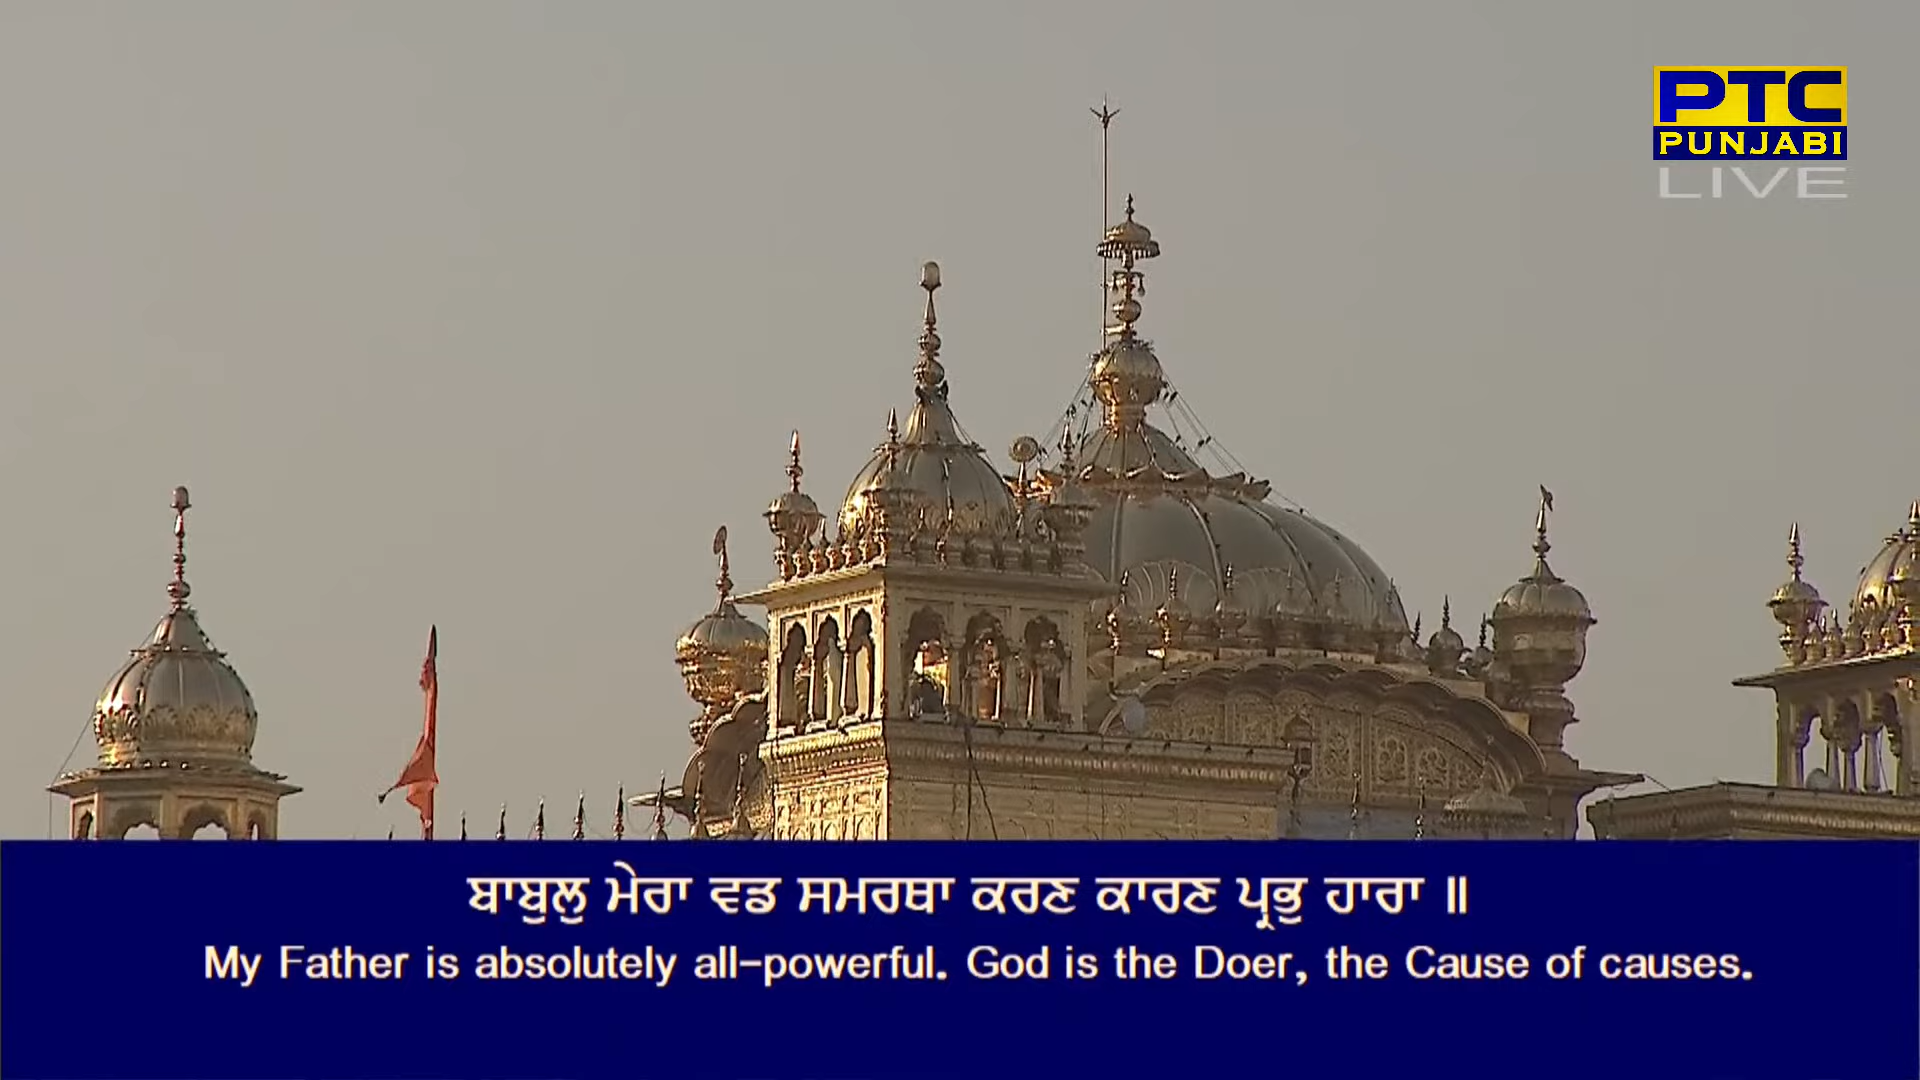 PTC
PUNJABI
LIVE
ਬਾਬੁਲੁ ਮੇਰਾ ਵਡ ਸਮਰਥਾ ਕਰਣ ਕਾਰਣ ਪ੍ਰਭੁ ਹਾਰਾ ॥
My Father is absolutely all-powerful. God is the Doer, the Cause of causes.